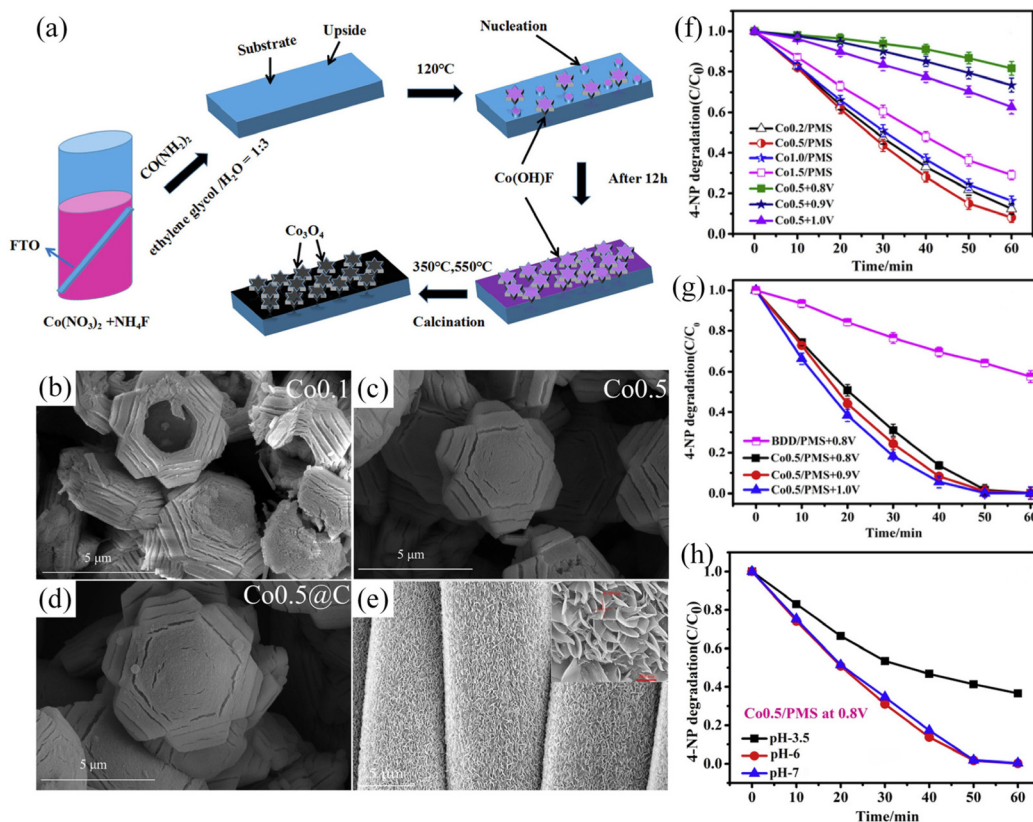 (a)
Substrate
Upside
Nucleation
120℃
CO(NH₂)₂
ethylene glycol /H₂O = 1:3
Co(OH)F
After 12h
FTO
Co₃O₄
350℃,550℃
Calcination
Co(NO₃)₂ +NH₄F
(b)
Co0.1
5 μm
(c)
Co0.5
5 μm
(d)
Co0.5@C
5 μm
(e)
5 μm
(f)
4-NP degradation(C/C₀)
1.0
0.8
0.6
0.4
0.2
0.0
Co0.2/PMS
Co0.5/PMS
Co1.0/PMS
Co1.5/PMS
Co0.5+0.8V
Co0.5+0.9V
Co0.5+1.0V
0 10 20 30 40 50 60
Time/min
(g)
4-NP degradation(C/C₀
1.0
0.8
0.6
0.4
0.2
0.0
BDD/PMS+0.8V
Co0.5/PMS+0.8V
Co0.5/PMS+0.9V
Co0.5/PMS+1.0V
0 10 20 30 40 50 60
Time/min
(h)
4-NP degradation(C/C₀)
1.0
0.8
0.6
0.4
0.2
0.0
Co0.5/PMS at 0.8V
pH-3.5
pH-6
pH-7
0 10 20 30 40 50 60
Time/min